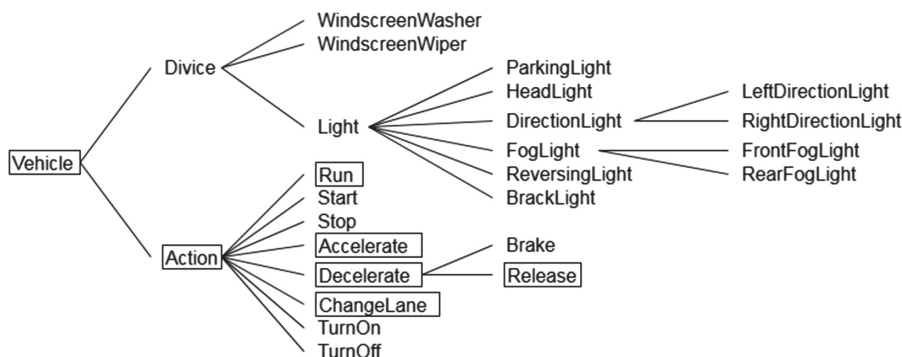 WindscreenWasher
WindscreenWiper
Divice
ParkingLight
HeadLight
LeftDirectionLight
Light
DirectionLight
RightDirectionLight
Vehicle
FogLight
FrontFogLight
Run
ReversingLight
RearFogLight
Start
BrackLight
Stop
Action
Accelerate
Brake
Decelerate
Release
ChangeLane
TurnOn
TurnOff